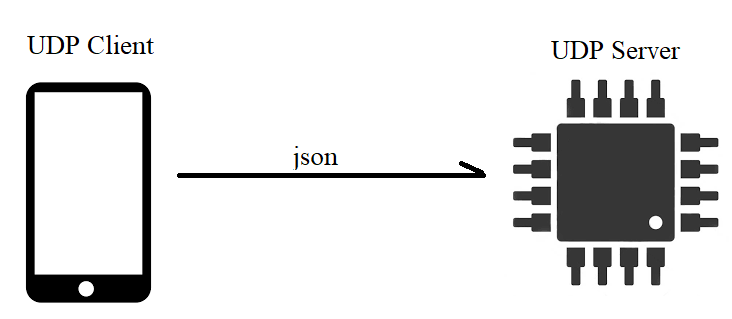 UDP Client
UDP Server
json